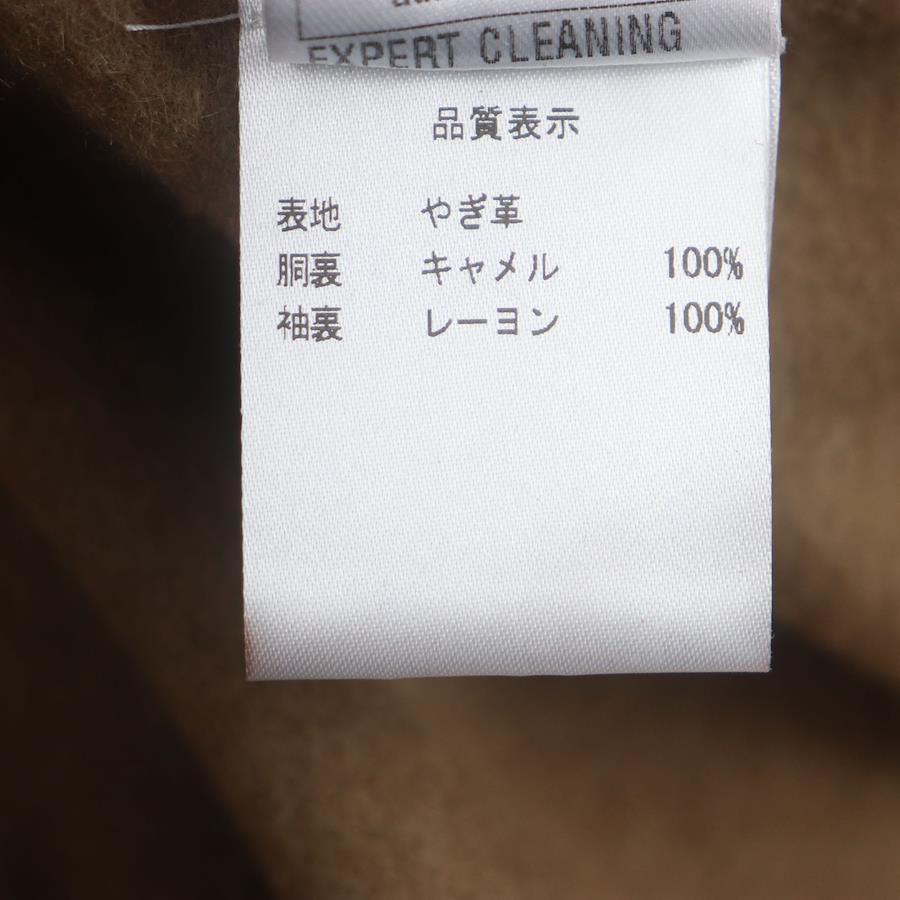 EXPERT CLEANING
品質表示
表地 やぎ革
胴裏 キャメル 100%
袖裏 レーヨン 100%